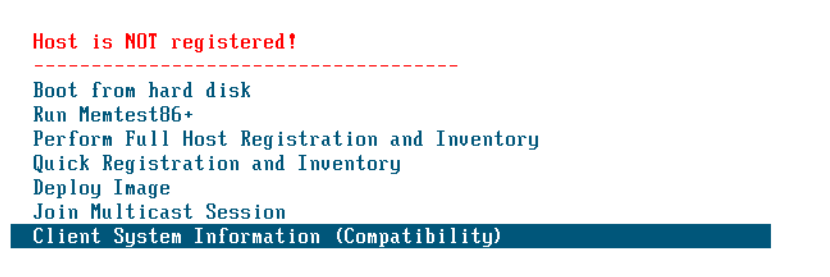 Host is NOT registered!
------------------------------------
Boot from hard disk
Run Memtest86+
Perform Full Host Registration and Inventory
Quick Registration and Inventory
Deploy Image
Join Multicast Session
Client System Information (Compatibility)